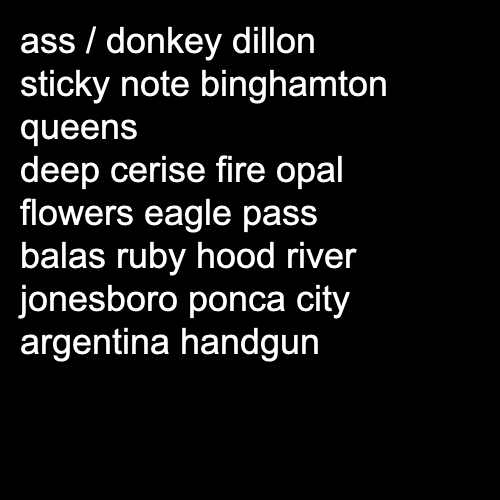 ass / donkey dillon
sticky note binghamton
queens
deep cerise fire opal
flowers eagle pass
balas ruby hood river
jonesboro ponca city
argentina handgun